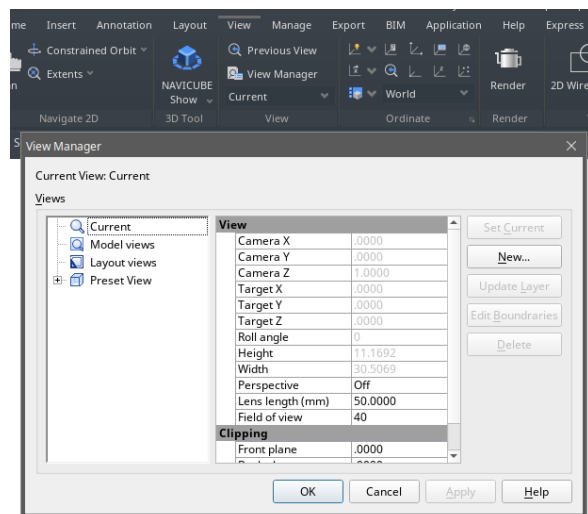 me Insert Annotation Layout View Manage Export BIM Application Help Express
Constrained Orbit Previous View
Extents NAVICUBE View Manager Render 2D Wire
Show Current World
Navigate 2D 3D Tool View Ordinate Render
View Manager
Current View: Current
Views
Current
Model views
Layout views
Preset View
View
Camera X .0000
Camera Y .0000
Camera Z 1.0000
Target X .0000
Target Y .0000
Target Z .0000
Roll angle 0
Height 11.1692
Width 30.5069
Perspective Off
Lens length (mm) 50.0000
Field of view 40
Clipping
Front plane .0000
Set Current
New...
Update Layer
Edit Boundraries
Delete
OK Cancel Apply Help